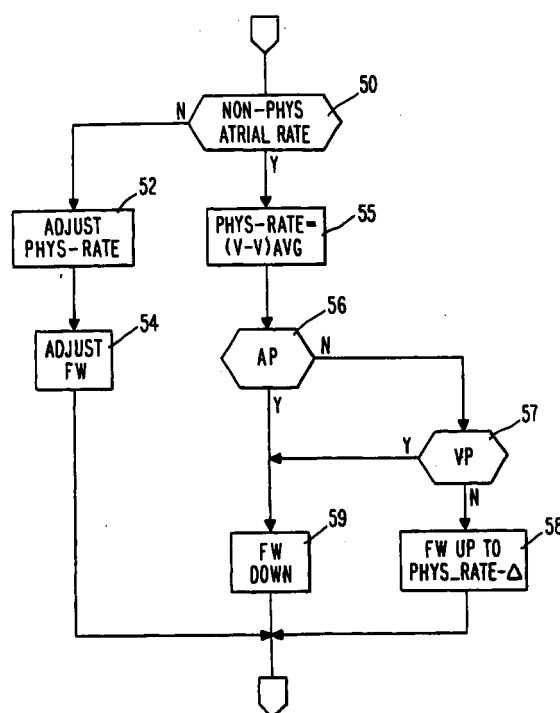 50
NON-PHYS
ATRIAL RATE
N
Y
52
ADJUST
PHYS-RATE
55
PHYS-RATE=
(V-V)AVG
54
ADJUST
FW
56
AP
N
Y
57
VP
Y
N
59
FW
DOWN
58
FW UP TO
PHYS_RATE-Δ